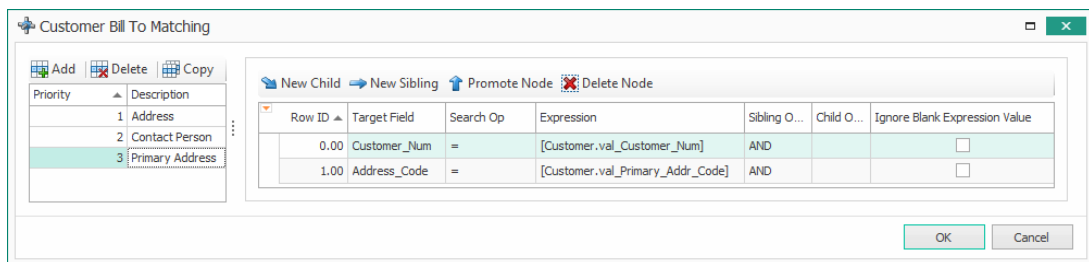 Customer Bill To Matching
Add Delete Copy
Priority Description
1 Address
2 Contact Person
3 Primary Address
New Child New Sibling Promote Node Delete Node
Row ID Target Field Search Op Expression Sibling O... Child O... Ignore Blank Expression Value
0.00 Customer_Num = [Customer.val_Customer_Num] AND
1.00 Address_Code = [Customer.val_Primary_Addr_Code] AND
OK Cancel